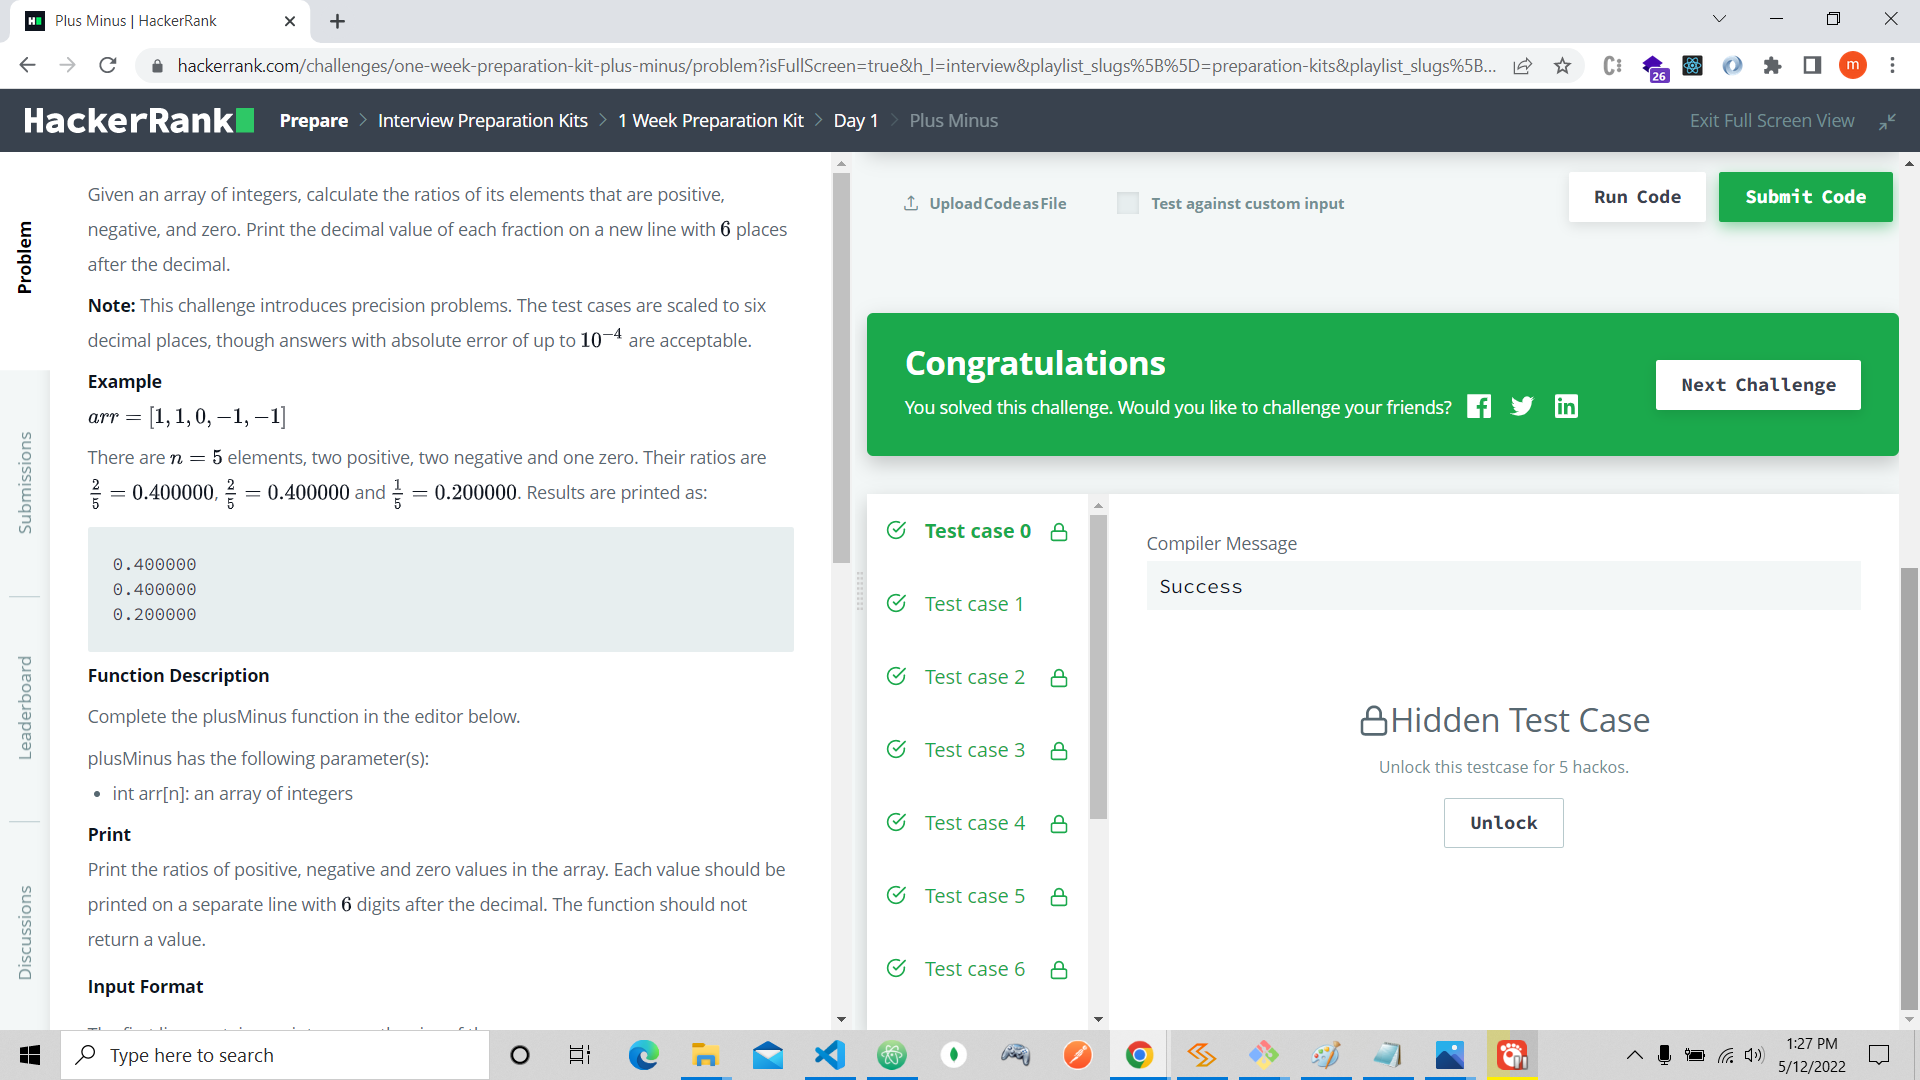 Plus Minus | HackerRank
hackerrank.com/challenges/one-week-preparation-kit-plus-minus/problem?isFullScreen=true&h_l=interview&playlist_slugs%5B%5D=preparation-kits&playlist_slugs%5B...
26
m
HackerRank
Prepare > Interview Preparation Kits > 1 Week Preparation Kit > Day 1 > Plus Minus
Exit Full Screen View
Problem
Submissions
Leaderboard
Discussions
Given an array of integers, calculate the ratios of its elements that are positive,
negative, and zero. Print the decimal value of each fraction on a new line with 6 places
after the decimal.
Note: This challenge introduces precision problems. The test cases are scaled to six
decimal places, though answers with absolute error of up to 10⁻⁴ are acceptable.
Example
arr = [1, 1, 0, −1, −1]
There are n = 5 elements, two positive, two negative and one zero. Their ratios are
2/5 = 0.400000, 2/5 = 0.400000 and 1/5 = 0.200000. Results are printed as:
0.400000
0.400000
0.200000
Function Description
Complete the plusMinus function in the editor below.
plusMinus has the following parameter(s):
• int arr[n]: an array of integers
Print
Print the ratios of positive, negative and zero values in the array. Each value should be
printed on a separate line with 6 digits after the decimal. The function should not
return a value.
Input Format
Upload Code as File
Test against custom input
Run Code
Submit Code
Congratulations
You solved this challenge. Would you like to challenge your friends?
Next Challenge
Test case 0
Test case 1
Test case 2
Test case 3
Test case 4
Test case 5
Test case 6
Compiler Message
Success
Hidden Test Case
Unlock this testcase for 5 hackos.
Unlock
Type here to search
1:27 PM
5/12/2022